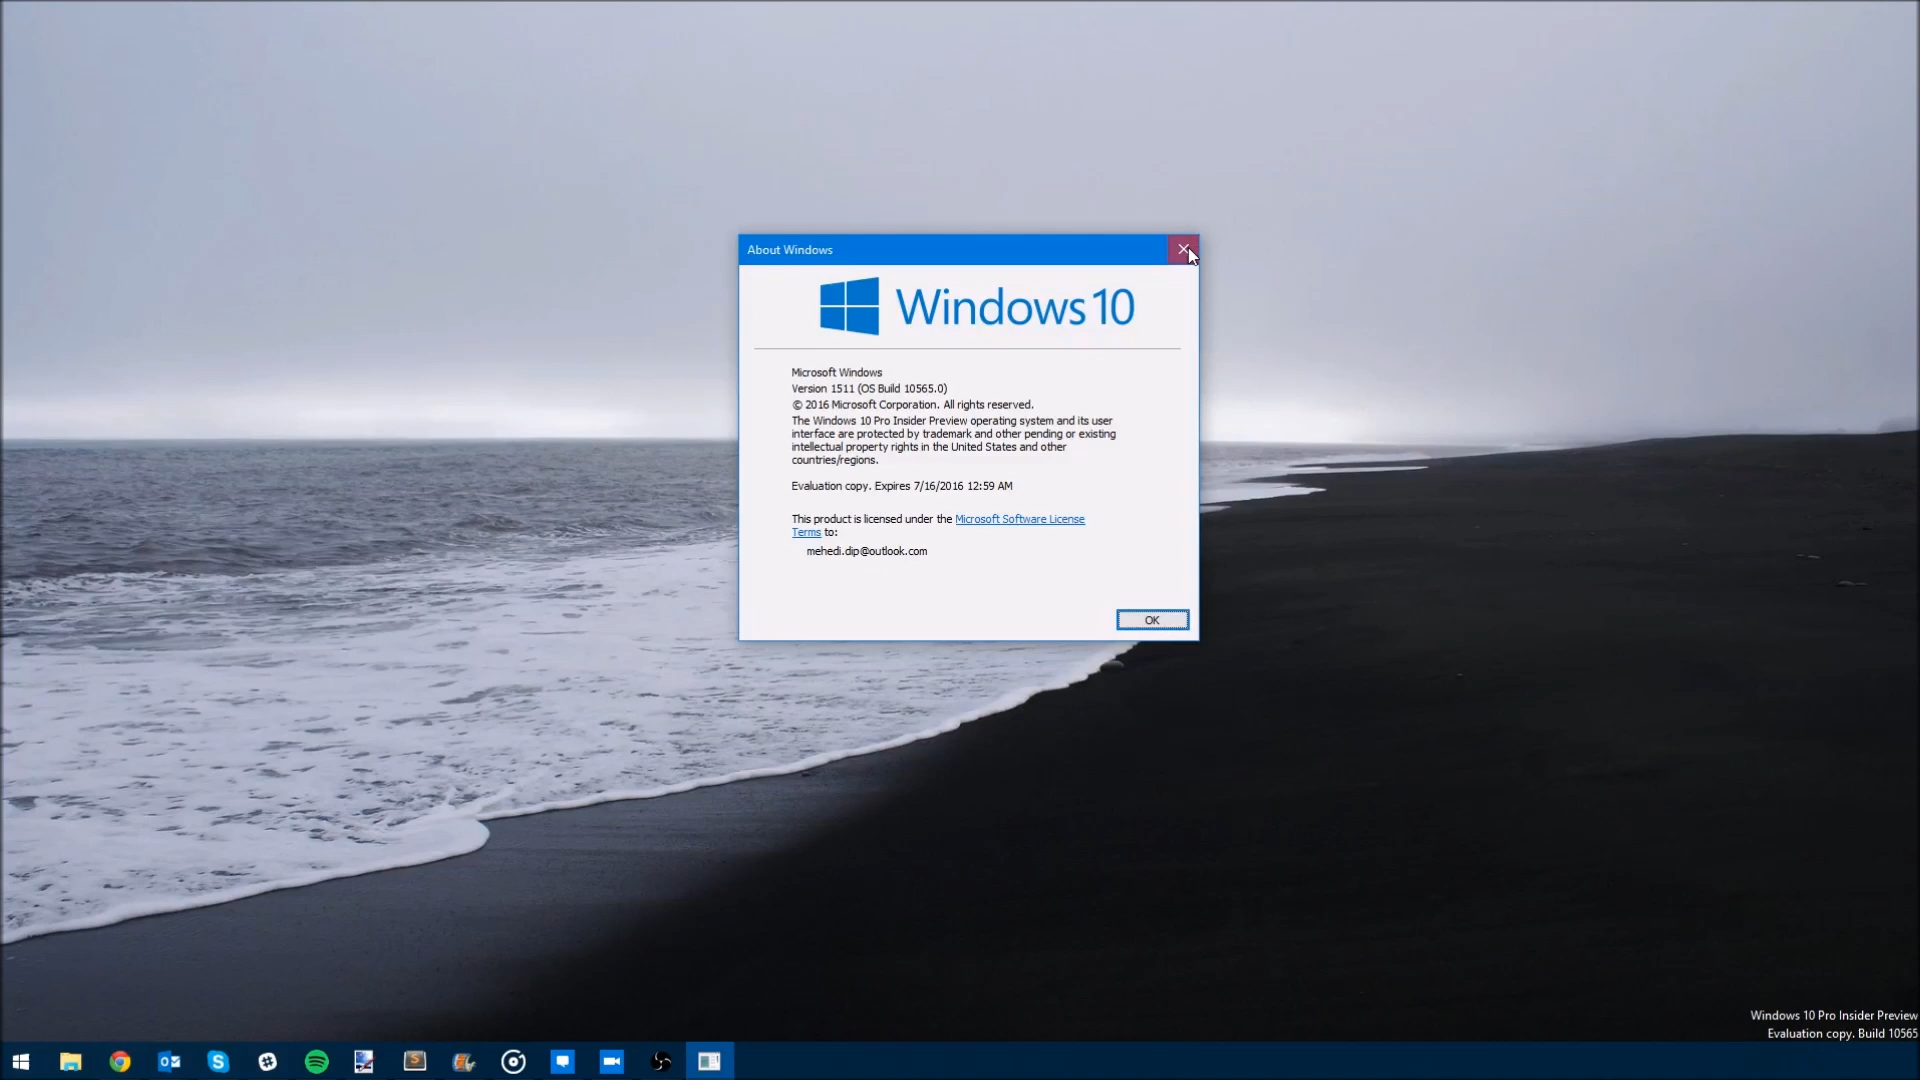 About Windows
Windows 10
Microsoft Windows
Version 1511 (OS Build 10565.0)
© 2016 Microsoft Corporation. All rights reserved.
The Windows 10 Pro Insider Preview operating system and its user
interface are protected by trademark and other pending or existing
intellectual property rights in the United States and other
countries/regions.
Evaluation copy. Expires 7/16/2016 12:59 AM
This product is licensed under the Microsoft Software License
Terms to:
mehedi.dip@outlook.com
OK
Windows 10 Pro Insider Preview
Evaluation copy. Build 10565